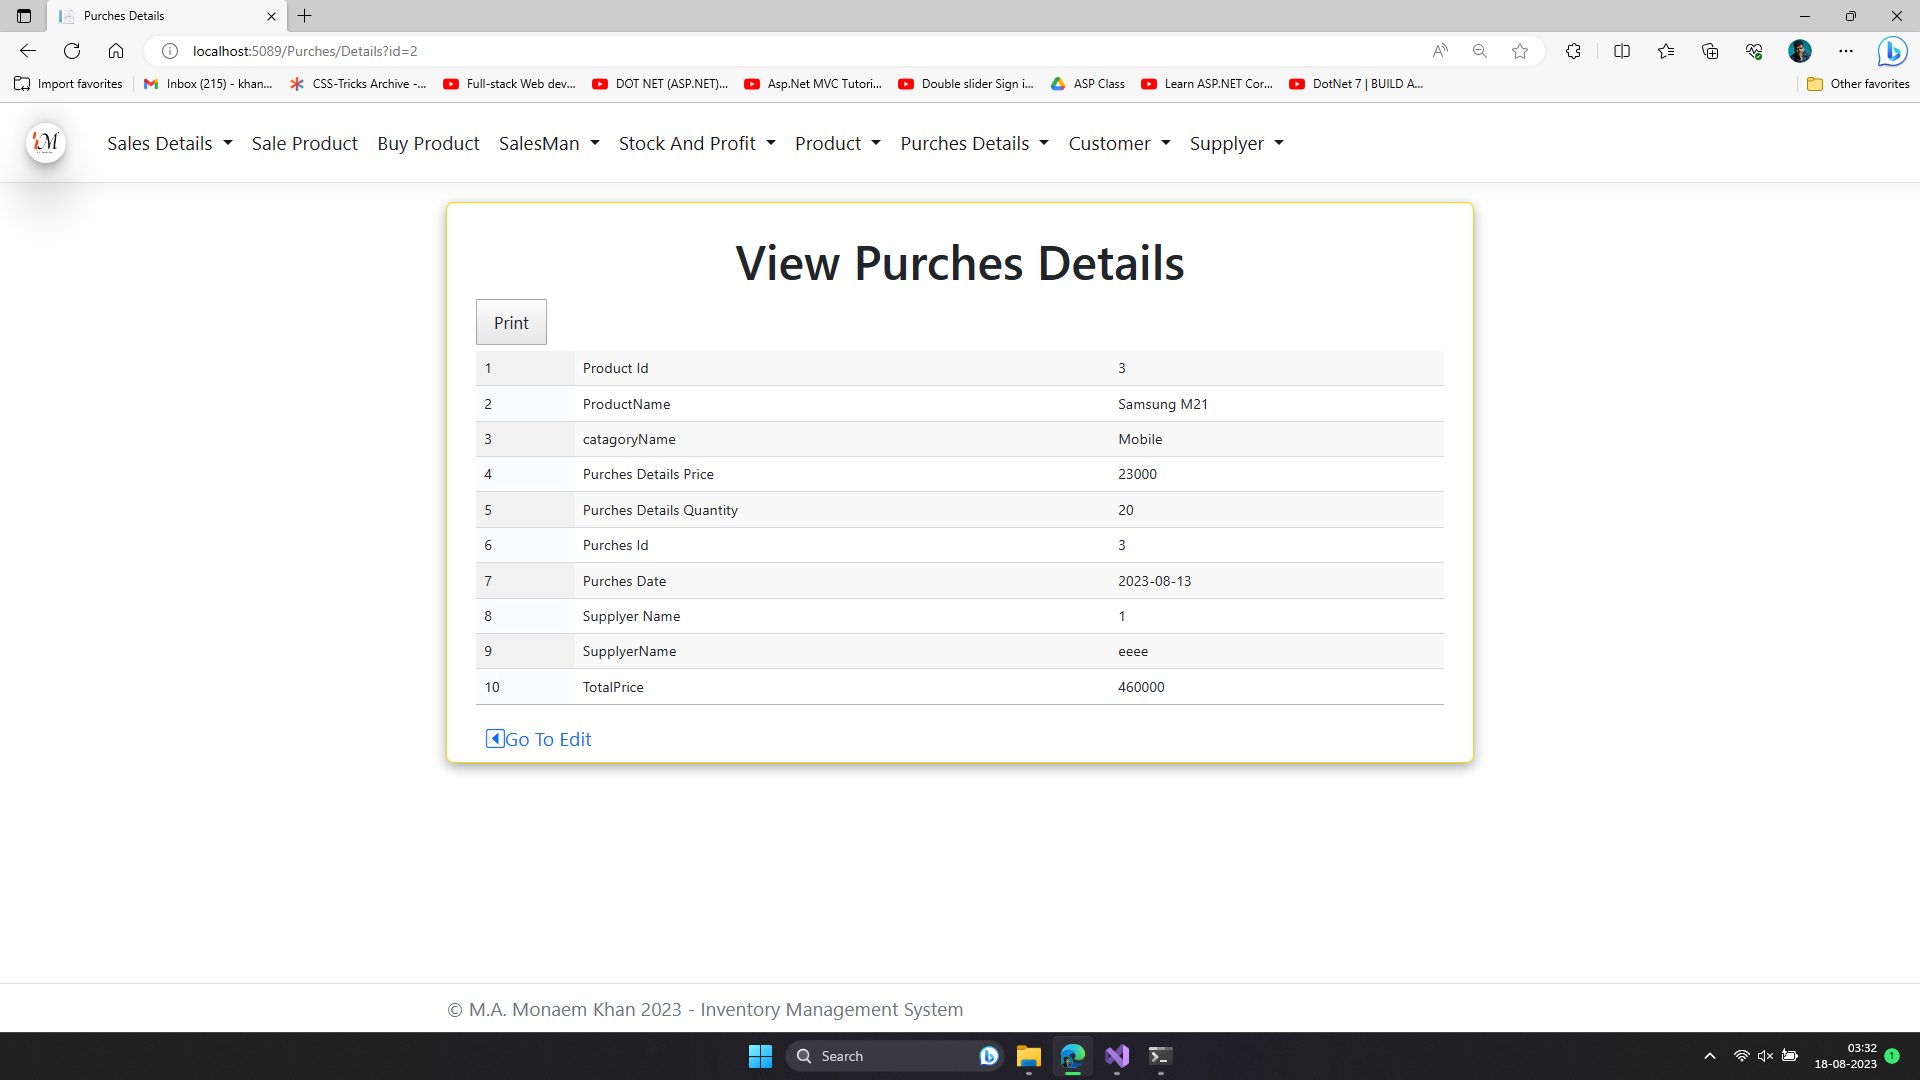 Purches Details
localhost:5089/Purches/Details?id=2
Import favorites
Inbox (215) - khan...
CSS-Tricks Archive -...
Full-stack Web dev...
DOT NET (ASP.NET)...
Asp.Net MVC Tutori...
Double slider Sign i...
ASP Class
Learn ASP.NET Cor...
DotNet 7 | BUILD A...
Other favorites
Sales Details Sale Product Buy Product SalesMan Stock And Profit Product Purches Details Customer Supplyer
View Purches Details
Print
1 Product Id 3
2 ProductName Samsung M21
3 catagoryName Mobile
4 Purches Details Price 23000
5 Purches Details Quantity 20
6 Purches Id 3
7 Purches Date 2023-08-13
8 Supplyer Name 1
9 SupplyerName eeee
10 TotalPrice 460000
Go To Edit
© M.A. Monaem Khan 2023 - Inventory Management System
Search
03:32
18-08-2023
1